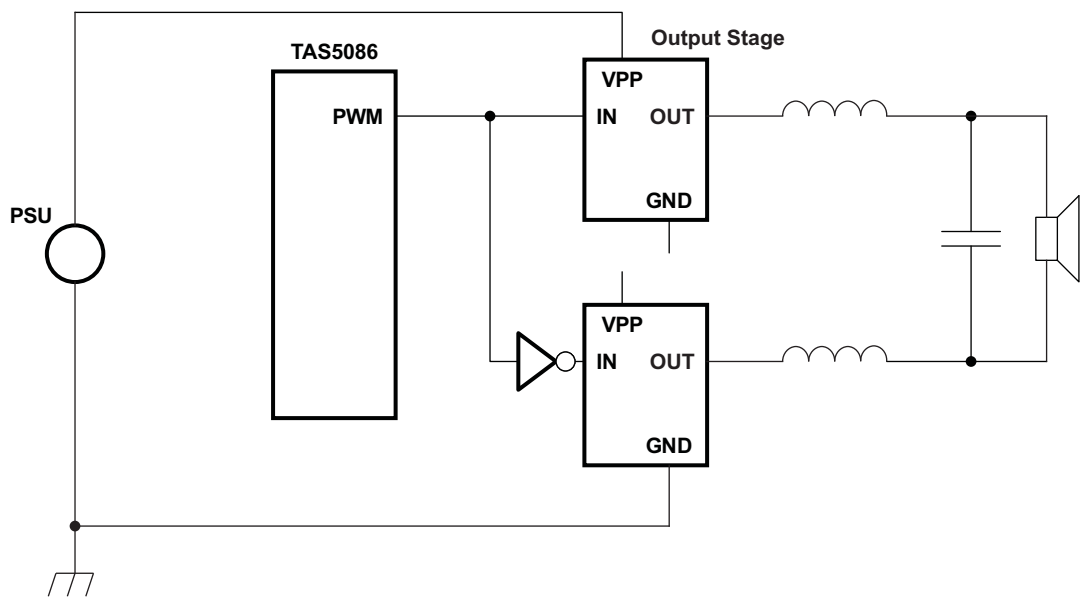 Output Stage
TAS5086
VPP
PWM
IN OUT
GND
PSU
VPP
IN OUT
GND